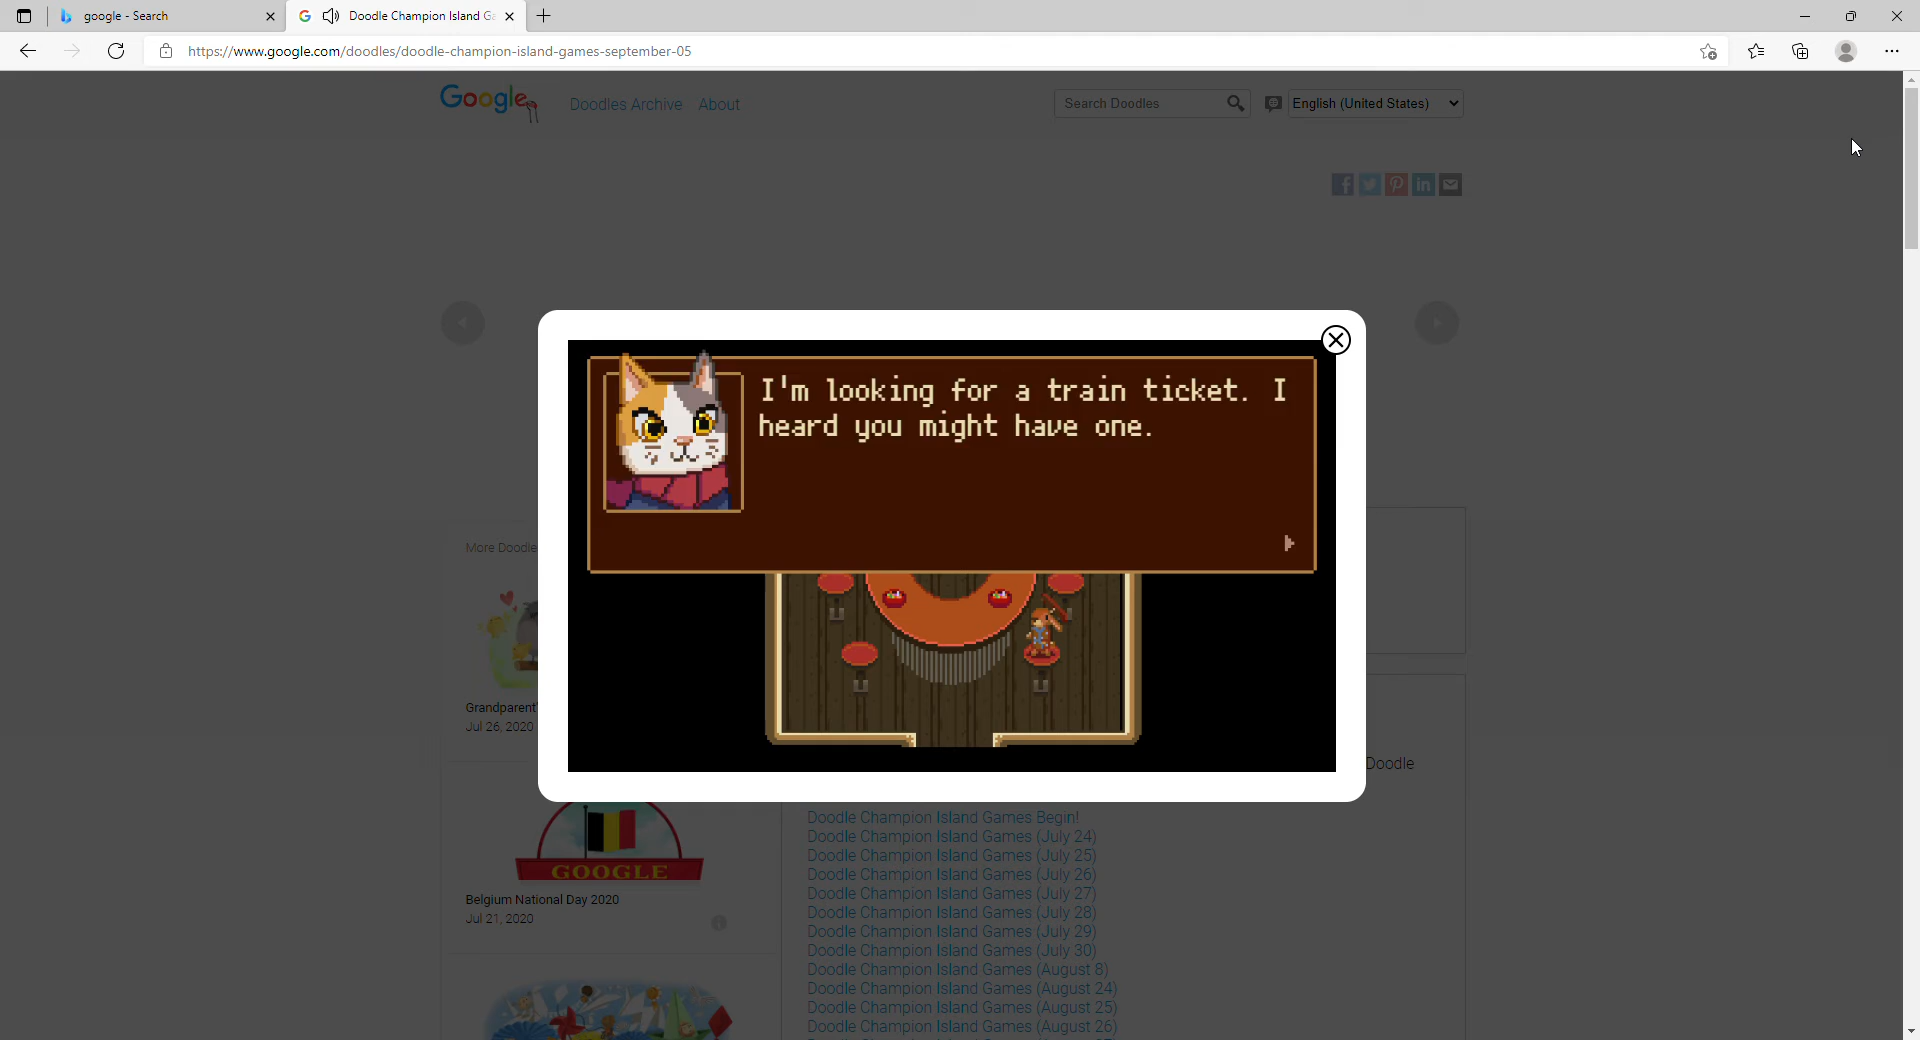 google - Search
Doodle Champion Island Ga
https://www.google.com/doodles/doodle-champion-island-games-september-05
Google
Doodles Archive
About
Search Doodles
English (United States)
I'm looking for a train ticket. I
heard you might have one.
More Doodle
Grandparent'
Jul 26, 2020
Doodle
GOOGLE
Belgium National Day 2020
Jul 21, 2020
Doodle Champion Island Games Begin!
Doodle Champion Island Games (July 24)
Doodle Champion Island Games (July 25)
Doodle Champion Island Games (July 26)
Doodle Champion Island Games (July 27)
Doodle Champion Island Games (July 28)
Doodle Champion Island Games (July 29)
Doodle Champion Island Games (July 30)
Doodle Champion Island Games (August 8)
Doodle Champion Island Games (August 24)
Doodle Champion Island Games (August 25)
Doodle Champion Island Games (August 26)